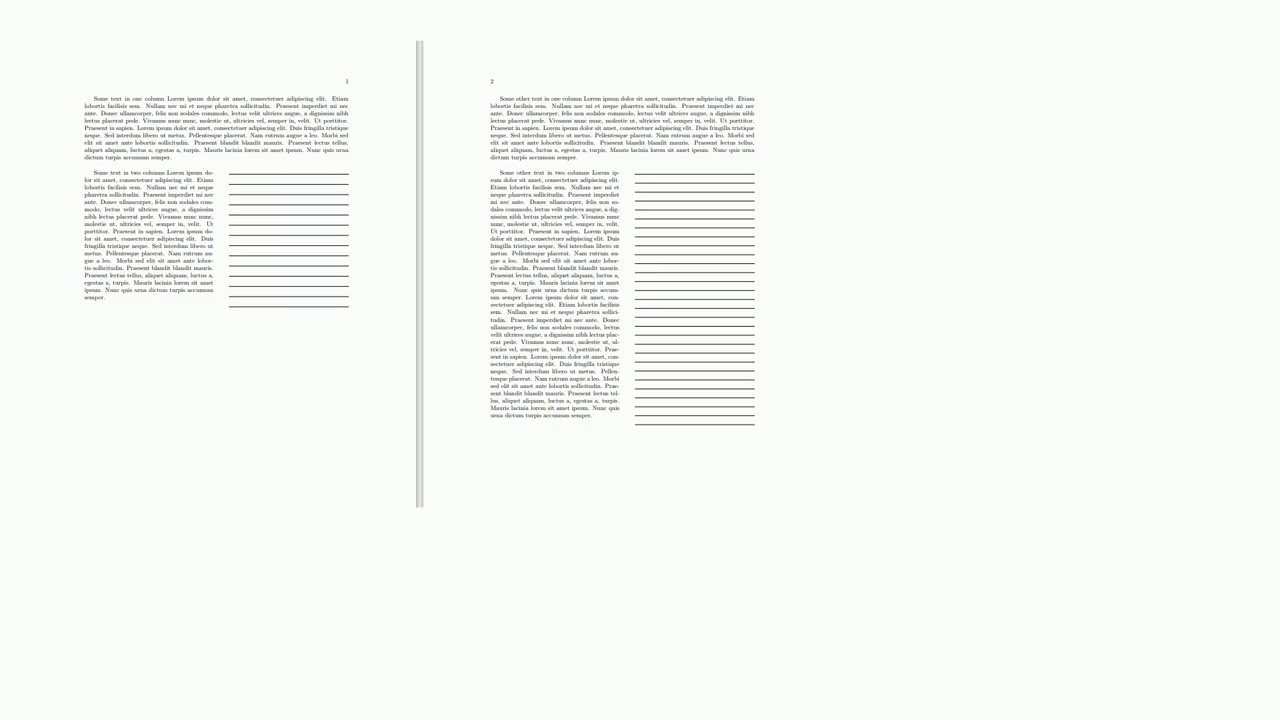 1
Some text in one column Lorem ipsum dolor sit amet, consectetuer adipiscing elit. Etiam
lobortis facilisis sem. Nullam nec mi et neque pharetra sollicitudin. Praesent imperdiet mi nec
ante. Donec ullamcorper, felis non sodales commodo, lectus velit ultrices augue, a dignissim nibh
lectus placerat pede. Vivamus nunc nunc, molestie ut, ultricies vel, semper in, velit. Ut porttitor.
Praesent in sapien. Lorem ipsum dolor sit amet, consectetuer adipiscing elit. Duis fringilla tristique
neque. Sed interdum libero ut metus. Pellentesque placerat. Nam rutrum augue a leo. Morbi sed
elit sit amet ante lobortis sollicitudin. Praesent blandit blandit mauris. Praesent lectus tellus,
aliquet aliquam, luctus a, egestas a, turpis. Mauris lacinia lorem sit amet ipsum. Nunc quis urna
dictum turpis accumsan semper.
Some text in two columns Lorem ipsum do-
lor sit amet, consectetuer adipiscing elit. Etiam
lobortis facilisis sem. Nullam nec mi et neque
pharetra sollicitudin. Praesent imperdiet mi nec
ante. Donec ullamcorper, felis non sodales com-
modo, lectus velit ultrices augue, a dignissim
nibh lectus placerat pede. Vivamus nunc nunc,
molestie ut, ultricies vel, semper in, velit. Ut
porttitor. Praesent in sapien. Lorem ipsum do-
lor sit amet, consectetuer adipiscing elit. Duis
fringilla tristique neque. Sed interdum libero ut
metus. Pellentesque placerat. Nam rutrum au-
gue a leo. Morbi sed elit sit amet ante lobor-
tis sollicitudin. Praesent blandit blandit mauris.
Praesent lectus tellus, aliquet aliquam, luctus a,
egestas a, turpis. Mauris lacinia lorem sit amet
ipsum. Nunc quis urna dictum turpis accumsan
semper.
2
Some other text in one column Lorem ipsum dolor sit amet, consectetuer adipiscing elit. Etiam
lobortis facilisis sem. Nullam nec mi et neque pharetra sollicitudin. Praesent imperdiet mi nec
ante. Donec ullamcorper, felis non sodales commodo, lectus velit ultrices augue, a dignissim nibh
lectus placerat pede. Vivamus nunc nunc, molestie ut, ultricies vel, semper in, velit. Ut porttitor.
Praesent in sapien. Lorem ipsum dolor sit amet, consectetuer adipiscing elit. Duis fringilla tristique
neque. Sed interdum libero ut metus. Pellentesque placerat. Nam rutrum augue a leo. Morbi sed
elit sit amet ante lobortis sollicitudin. Praesent blandit blandit mauris. Praesent lectus tellus,
aliquet aliquam, luctus a, egestas a, turpis. Mauris lacinia lorem sit amet ipsum. Nunc quis urna
dictum turpis accumsan semper.
Some other text in two columns Lorem ip-
sum dolor sit amet, consectetuer adipiscing elit.
Etiam lobortis facilisis sem. Nullam nec mi et
neque pharetra sollicitudin. Praesent imperdiet
mi nec ante. Donec ullamcorper, felis non so-
dales commodo, lectus velit ultrices augue, a dig-
nissim nibh lectus placerat pede. Vivamus nunc
nunc, molestie ut, ultricies vel, semper in, velit.
Ut porttitor. Praesent in sapien. Lorem ipsum
dolor sit amet, consectetuer adipiscing elit. Duis
fringilla tristique neque. Sed interdum libero ut
metus. Pellentesque placerat. Nam rutrum au-
gue a leo. Morbi sed elit sit amet ante lobor-
tis sollicitudin. Praesent blandit blandit mauris.
Praesent lectus tellus, aliquet aliquam, luctus a,
egestas a, turpis. Mauris lacinia lorem sit amet
ipsum. Nunc quis urna dictum turpis accum-
san semper. Lorem ipsum dolor sit amet, con-
sectetuer adipiscing elit. Etiam lobortis facilisis
sem. Nullam nec mi et neque pharetra sollici-
tudin. Praesent imperdiet mi nec ante. Donec
ullamcorper, felis non sodales commodo, lectus
velit ultrices augue, a dignissim nibh lectus plac-
erat pede. Vivamus nunc nunc, molestie ut, ul-
tricies vel, semper in, velit. Ut porttitor. Prae-
sent in sapien. Lorem ipsum dolor sit amet, con-
sectetuer adipiscing elit. Duis fringilla tristique
neque. Sed interdum libero ut metus. Pellen-
tesque placerat. Nam rutrum augue a leo. Morbi
sed elit sit amet ante lobortis sollicitudin. Prae-
sent blandit blandit mauris. Praesent lectus tel-
lus, aliquet aliquam, luctus a, egestas a, turpis.
Mauris lacinia lorem sit amet ipsum. Nunc quis
urna dictum turpis accumsan semper.